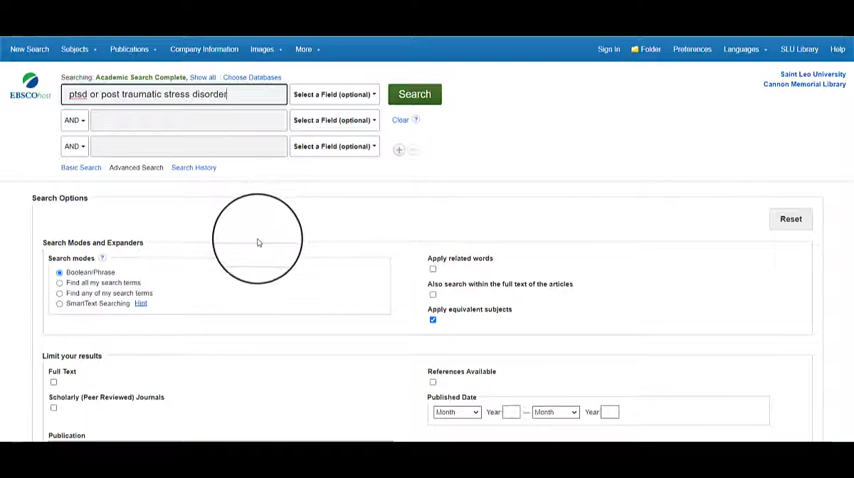 New Search Subjects Publications Company Information Images More Sign In Folder Preferences Languages SLU Library Help
Searching: Academic Search Complete, Show all | Choose Databases
Saint Leo University
Cannon Memorial Library
EBSCOhost
ptsd or post traumatic stress disorder Select a Field (optional) Search
AND Select a Field (optional) Clear ?
AND Select a Field (optional)
Basic Search Advanced Search Search History
Search Options
Reset
Search Modes and Expanders
Search modes ?
Boolean/Phrase
Find all my search terms
Find any of my search terms
SmartText Searching Hint
Apply related words
Also search within the full text of the articles
Apply equivalent subjects
Limit your results
Full Text
References Available
Scholarly (Peer Reviewed) Journals
Published Date
Month Year — Month Year
Publication